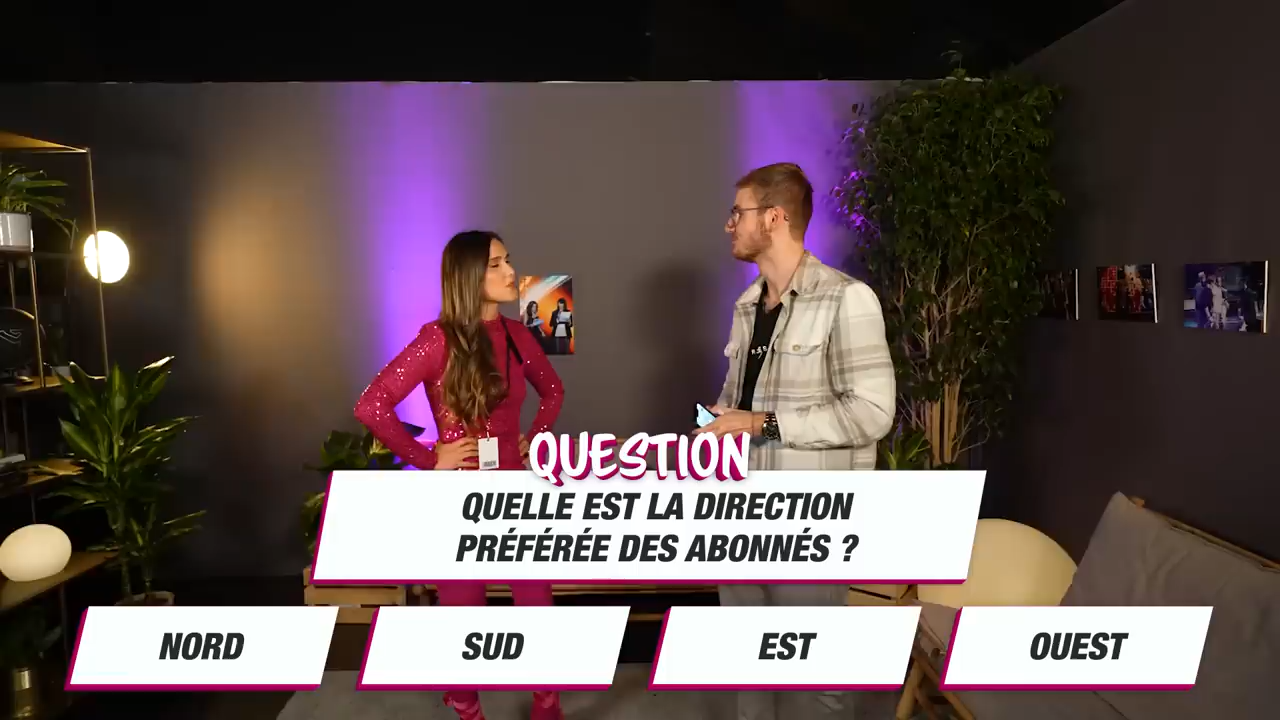 QUESTION
QUELLE EST LA DIRECTION
PRÉFÉRÉE DES ABONNÉS ?
NORD
SUD
EST
OUEST